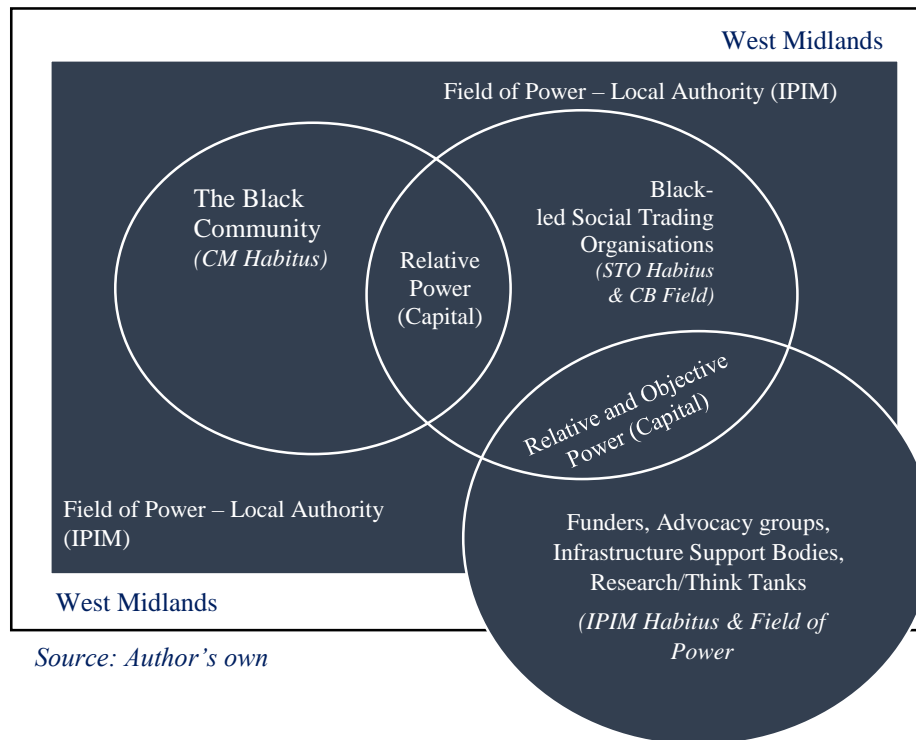 West Midlands
Field of Power – Local Authority (IPIM)
The Black
Community
(CM Habitus)
Relative
Power
(Capital)
Black-
led Social Trading
Organisations
(STO Habitus
& CB Field)
Relative and Objective
Power (Capital)
Field of Power – Local Authority
(IPIM)
Funders, Advocacy groups,
Infrastructure Support Bodies,
Research/Think Tanks
(IPIM Habitus & Field of
Power
West Midlands
Source: Author's own